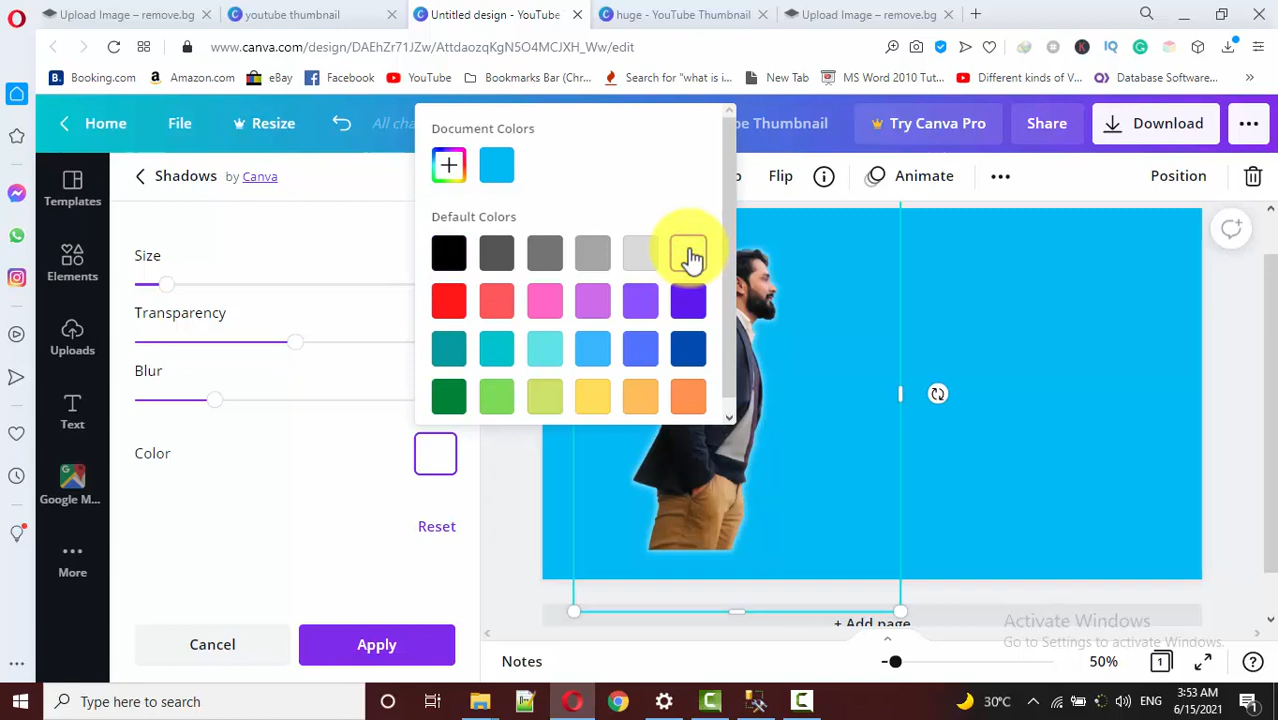 Upload Image – remove.bg
youtube thumbnail
Untitled design - YouTube
huge - YouTube Thumbnail
Upload Image – remove.bg
www.canva.com/design/DAEhZr71JZw/AttdaozqKgN5O4MCJXH_Ww/edit
Booking.com
Amazon.com
eBay
Facebook
YouTube
Bookmarks Bar (Chr...
Search for "what is i...
New Tab
MS Word 2010 Tut...
Different kinds of V...
Database Software...
Home
File
Resize
All cha
be Thumbnail
Try Canva Pro
Share
Download
Shadows by Canva
Flip
Animate
Position
Document Colors
Default Colors
Templates
Elements
Uploads
Text
Google M...
More
Size
Transparency
Blur
Color
Reset
Cancel
Apply
+ Add page
Activate Windows
Go to Settings to activate Windows.
Notes
50%
1
Type here to search
30°C
ENG
3:53 AM
6/15/2021
1